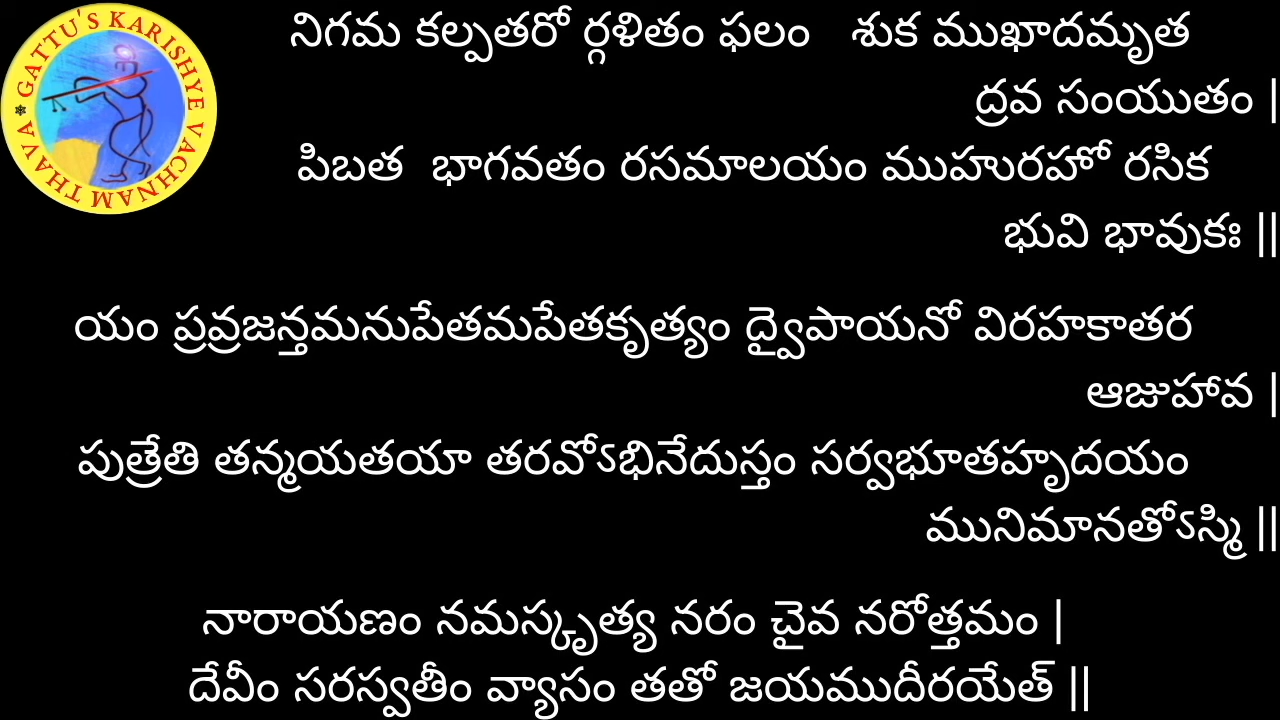 GATTU'S KARISHYE VACHNAM THAVA
నిగమ కల్పతరో ర్గళితం ఫలం శుక ముఖాదమృత
ద్రవ సంయుతం |
పిబత భాగవతం రసమాలయం ముహురహో రసిక
భువి భావుకః ||
యం ప్రవ్రజన్తమనుపేతమపేతకృత్యం ద్వైపాయనో విరహకాతర
ఆజుహావ |
పుత్రేతి తన్మయతయా తరవోఽభినేదుస్తం సర్వభూతహృదయం
మునిమానతోఽస్మి ||
నారాయణం నమస్కృత్య నరం చైవ నరోత్తమం |
దేవీం సరస్వతీం వ్యాసం తతో జయముదీరయేత్ ||